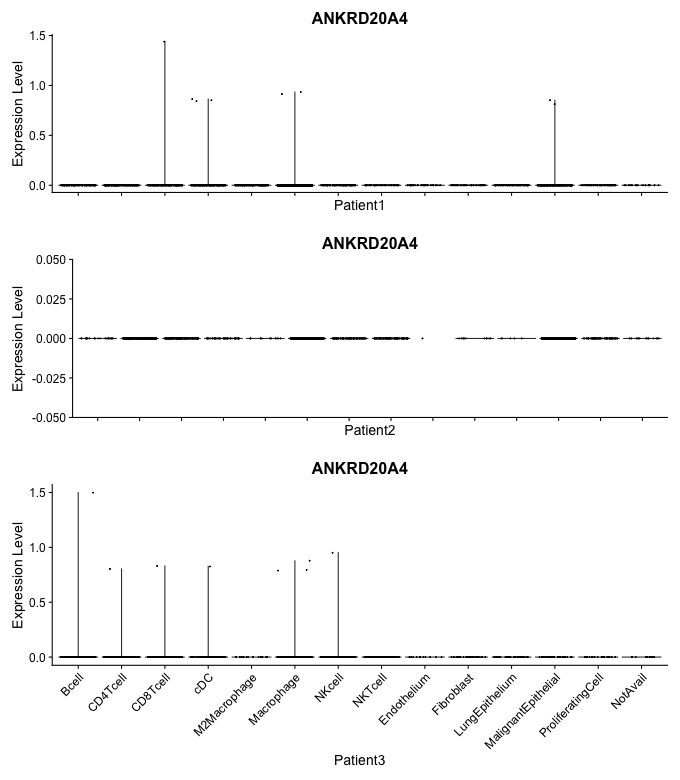 ANKRD20A4
Expression Level
1.5
1.0
0.5
0.0
Patient1
ANKRD20A4
Expression Level
0.050
0.025
0.000
-0.025
-0.050
Patient2
ANKRD20A4
Expression Level
1.5
1.0
0.5
0.0
Bcell
CD4Tcell
CD8Tcell
cDC
M2Macrophage
Macrophage
NKcell
NKTcell
Endothelium
Fibroblast
LungEpithelium
MalignantEpithelial
ProliferatingCell
NotAvail
Patient3